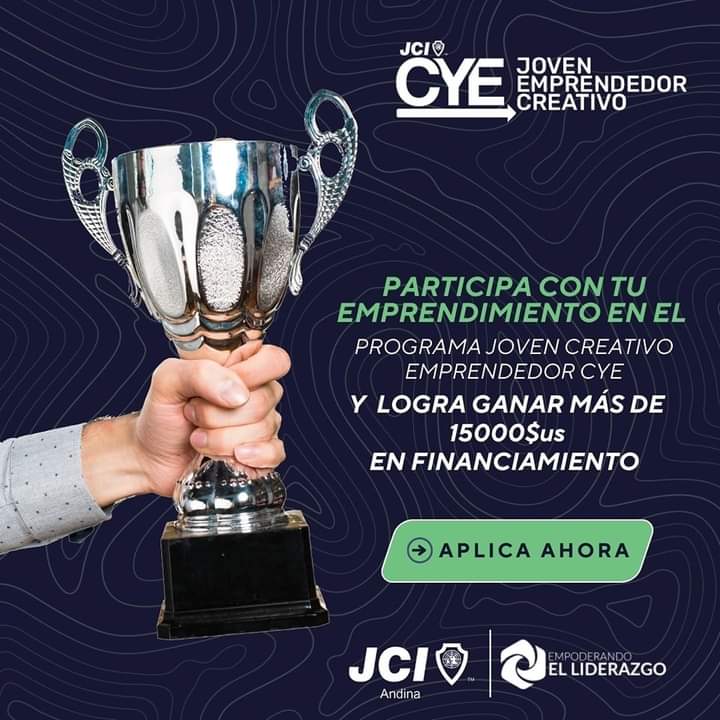 JCI
CYE
JOVEN
EMPRENDEDOR
CREATIVO
PARTICIPA CON TU
EMPRENDIMIENTO EN EL
PROGRAMA JOVEN CREATIVO
EMPRENDEDOR CYE
Y LOGRA GANAR MÁS DE
15000$us
EN FINANCIAMIENTO
APLICA AHORA
JCI
Andina
EMPODERANDO
EL LIDERAZGO